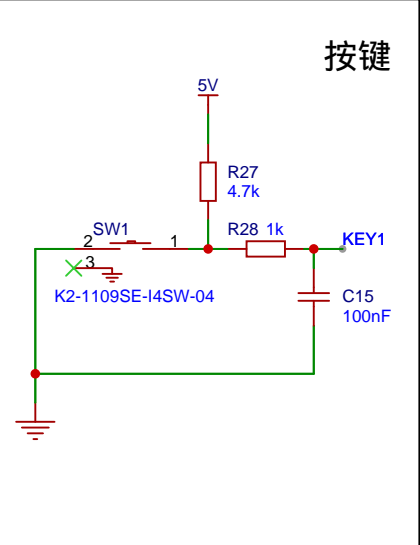 按键
5V
R27
4.7k
SW1
R28 1k
KEY1
2
1
3
K2-1109SE-I4SW-04
C15
100nF